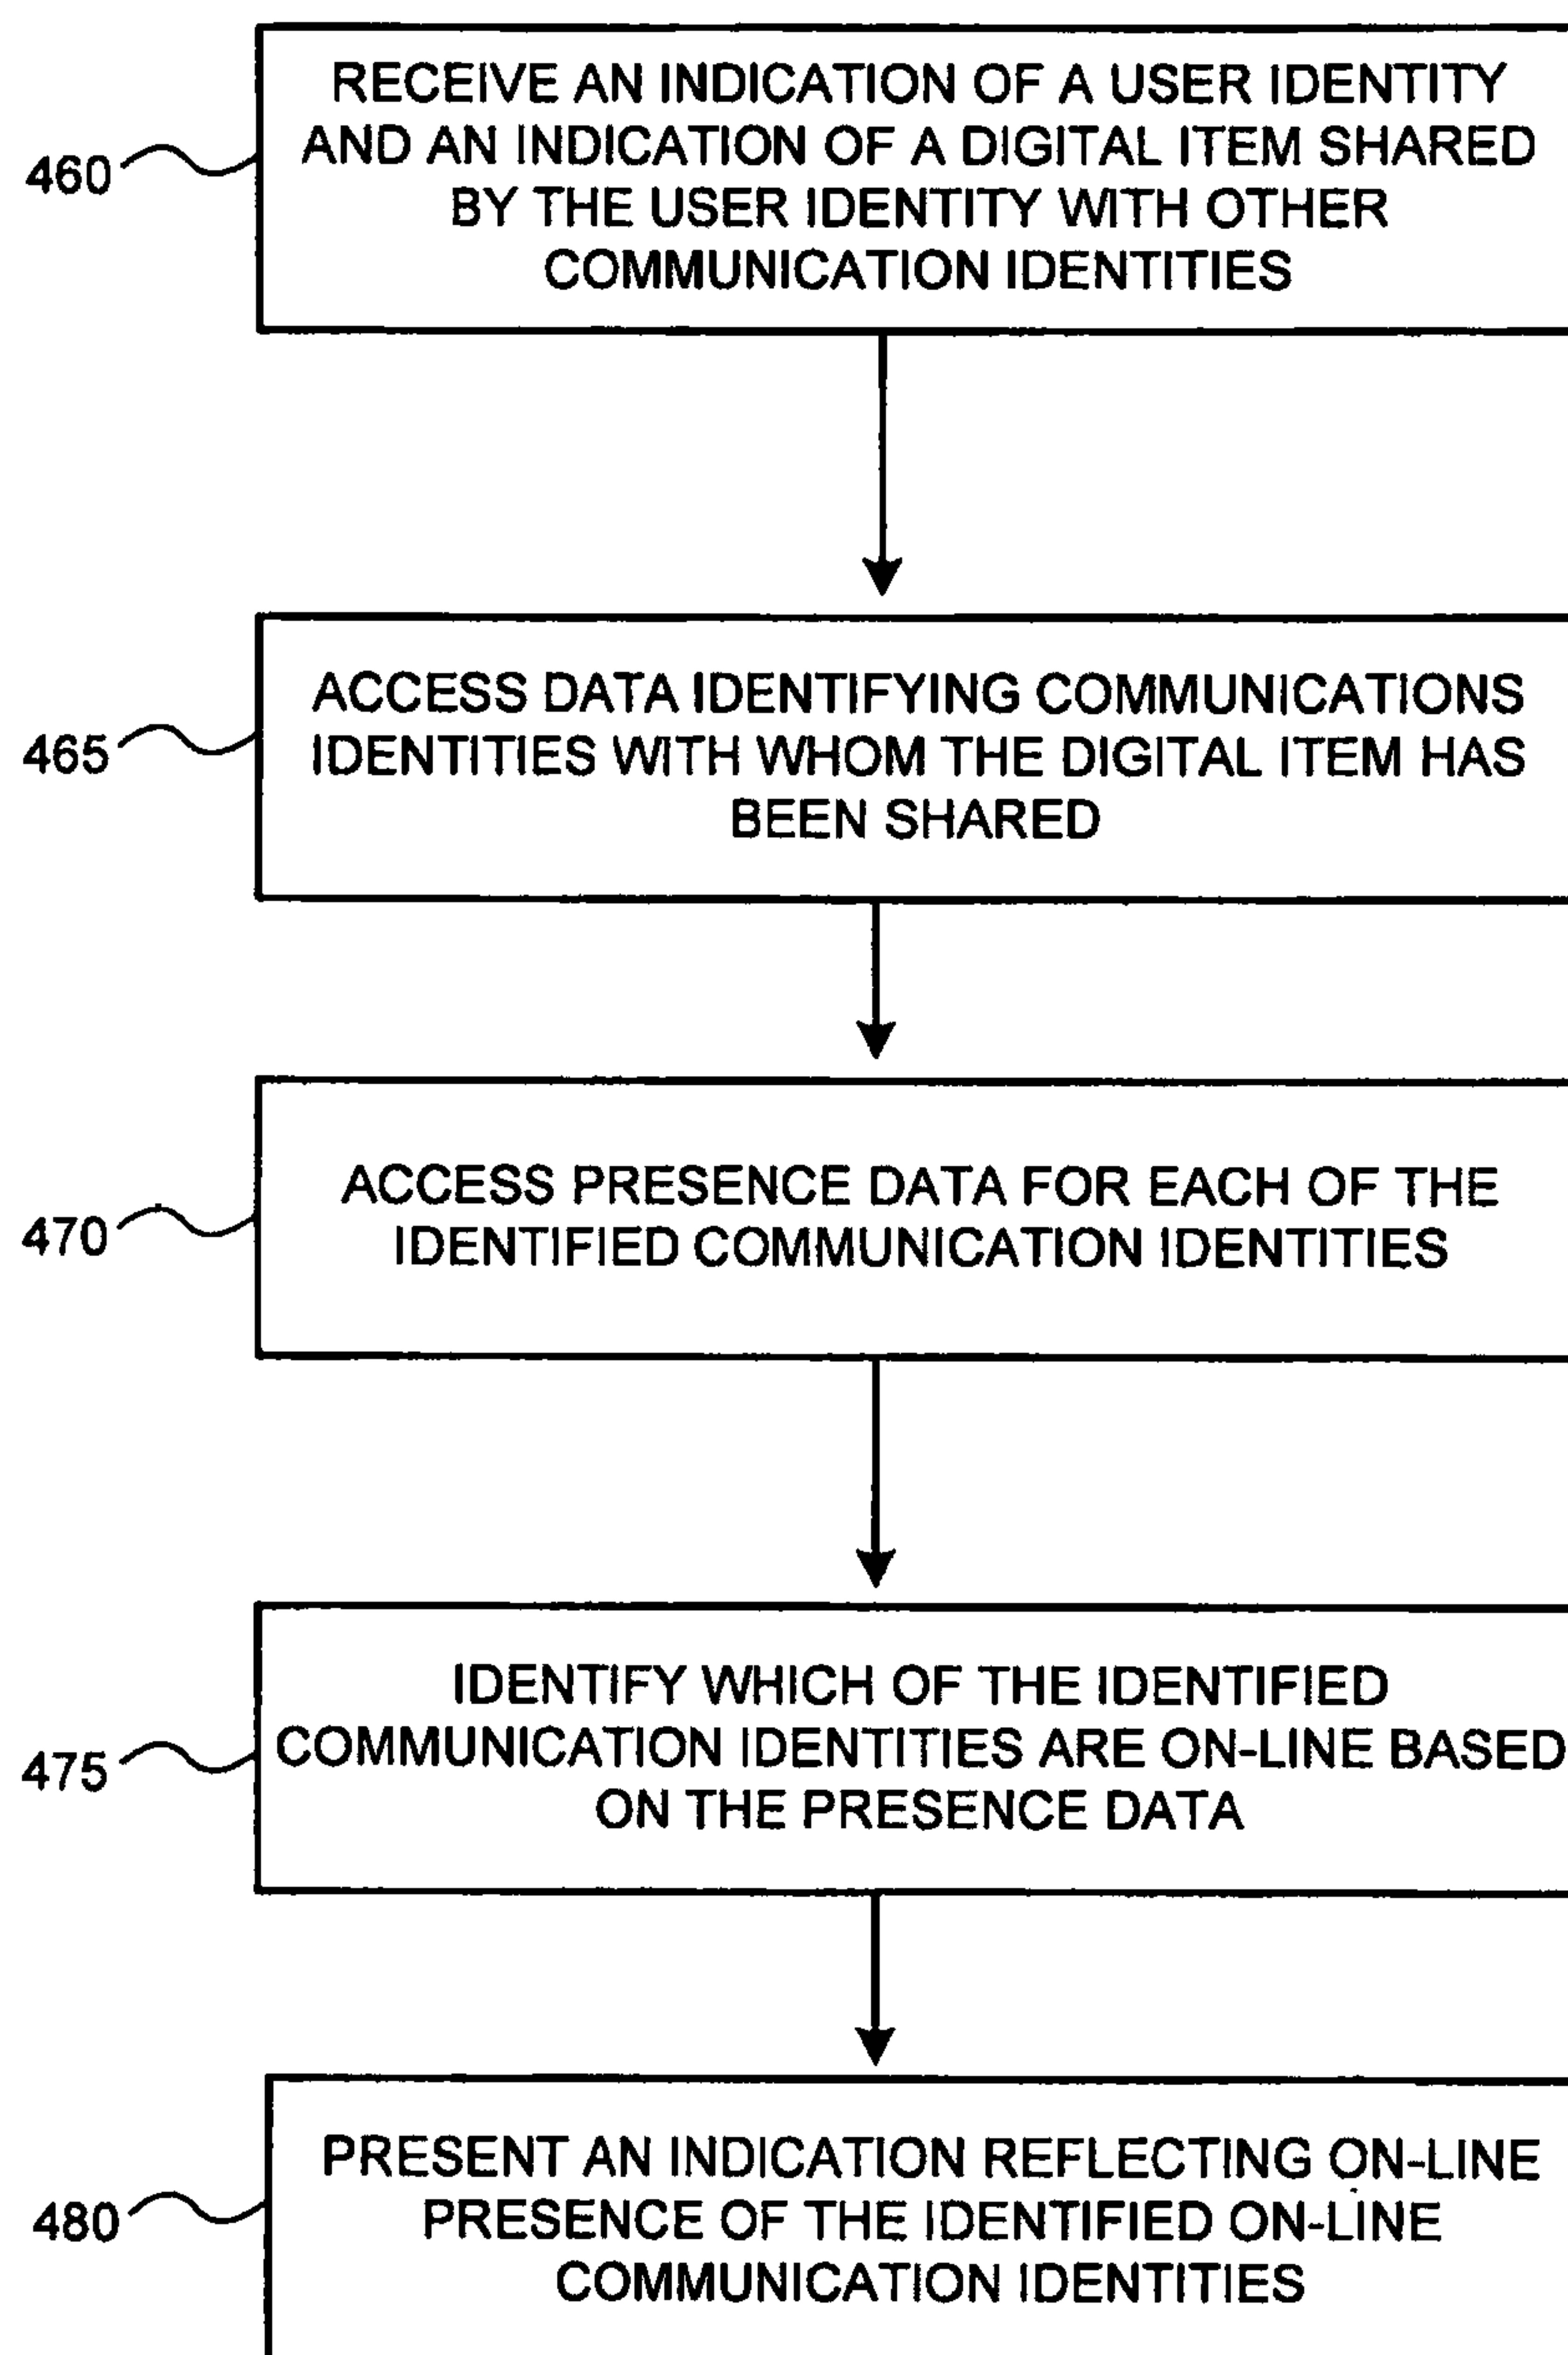 RECEIVE AN INDICATION OF A USER IDENTITY
AND AN INDICATION OF A DIGITAL ITEM SHARED
BY THE USER IDENTITY WITH OTHER
COMMUNICATION IDENTITIES
460
ACCESS DATA IDENTIFYING COMMUNICATIONS
IDENTITIES WITH WHOM THE DIGITAL ITEM HAS
BEEN SHARED
465
ACCESS PRESENCE DATA FOR EACH OF THE
IDENTIFIED COMMUNICATION IDENTITIES
470
IDENTIFY WHICH OF THE IDENTIFIED
COMMUNICATION IDENTITIES ARE ON-LINE BASED
ON THE PRESENCE DATA
475
PRESENT AN INDICATION REFLECTING ON-LINE
PRESENCE OF THE IDENTIFIED ON-LINE
COMMUNICATION IDENTITIES
480